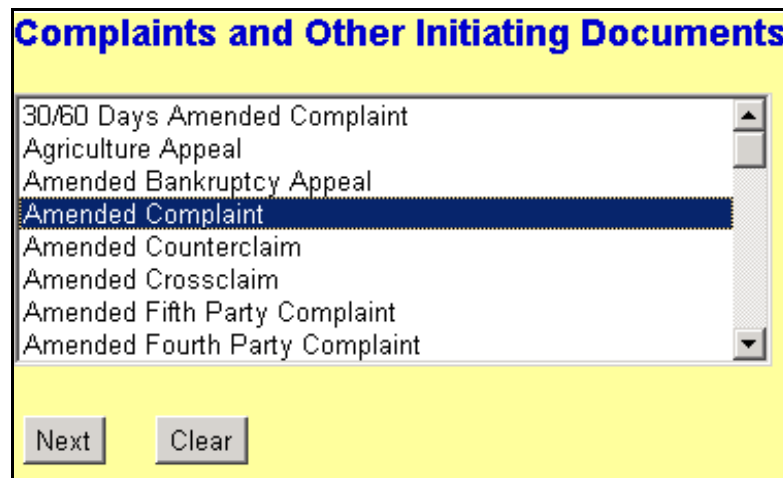 Complaints and Other Initiating Documents
30/60 Days Amended Complaint
Agriculture Appeal
Amended Bankruptcy Appeal
Amended Complaint
Amended Counterclaim
Amended Crossclaim
Amended Fifth Party Complaint
Amended Fourth Party Complaint
Next Clear